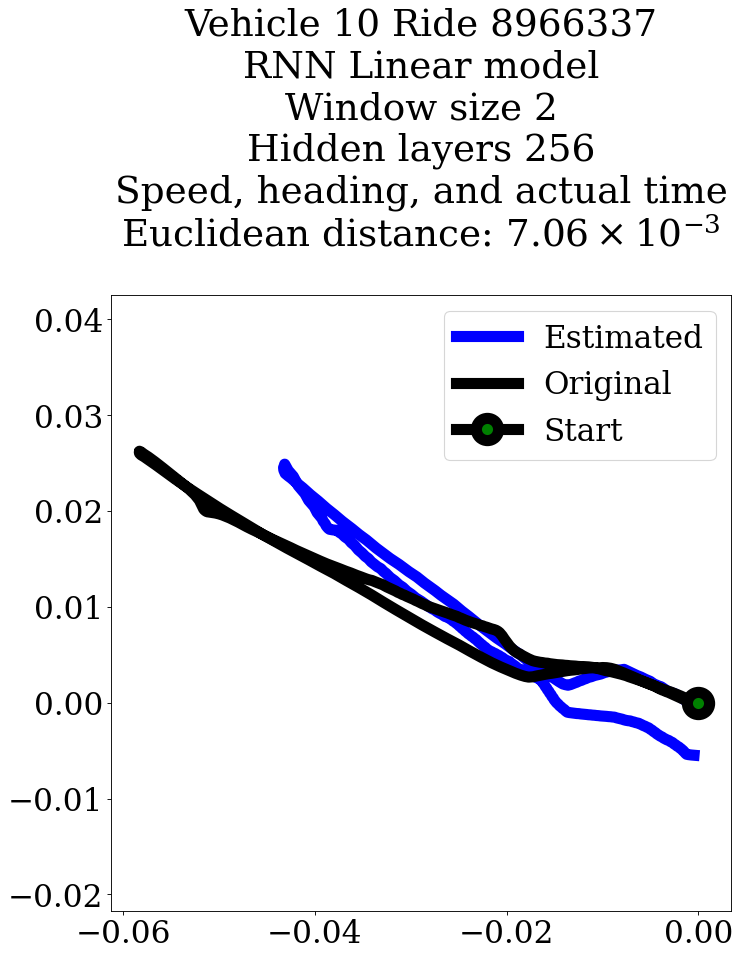 Vehicle 10 Ride 8966337
RNN Linear model
Window size 2
Hidden layers 256
Speed, heading, and actual time
Euclidean distance: 7.06 × 10⁻³
Estimated
Original
Start
0.04
0.03
0.02
0.01
0.00
−0.01
−0.02
−0.06
−0.04
−0.02
0.00